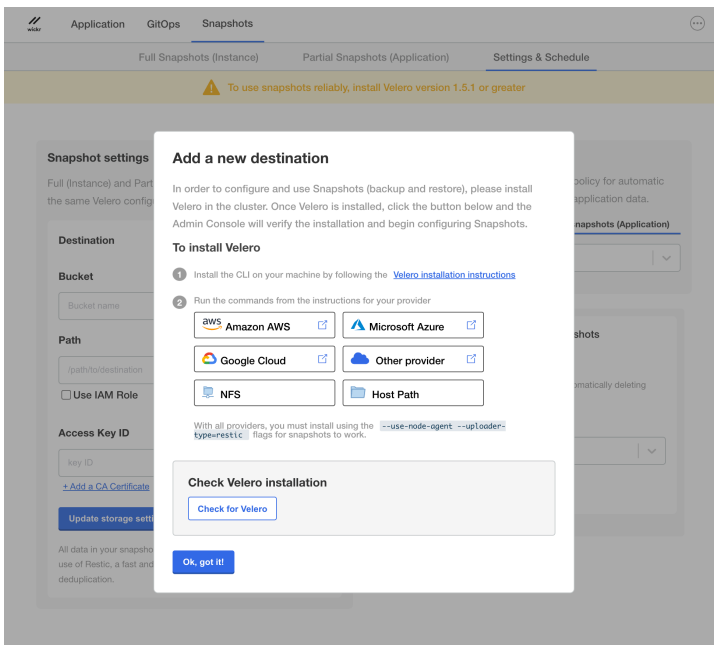 wickr
Application
GitOps
Snapshots
Full Snapshots (Instance)
Partial Snapshots (Application)
Settings & Schedule
To use snapshots reliably, install Velero version 1.5.1 or greater
Snapshot settings
Full (Instance) and Part
the same Velero config
Destination
Bucket
Bucket name
Path
/path/to/destination
Use IAM Role
Access Key ID
key ID
+ Add a CA Certificate
Update storage setti
All data in your snapsho
use of Restic, a fast and
deduplication.
Add a new destination
In order to configure and use Snapshots (backup and restore), please install
Velero in the cluster. Once Velero is installed, click the button below and the
Admin Console will verify the installation and begin configuring Snapshots.
To install Velero
1 Install the CLI on your machine by following the Velero installation instructions
2 Run the commands from the instructions for your provider
aws Amazon AWS
Microsoft Azure
Google Cloud
Other provider
NFS
Host Path
With all providers, you must install using the --use-node-agent --uploader-
type=restic flags for snapshots to work.
Check Velero installation
Check for Velero
Ok, got it!
policy for automatic
application data.
napshots (Application)
shots
omatically deleting